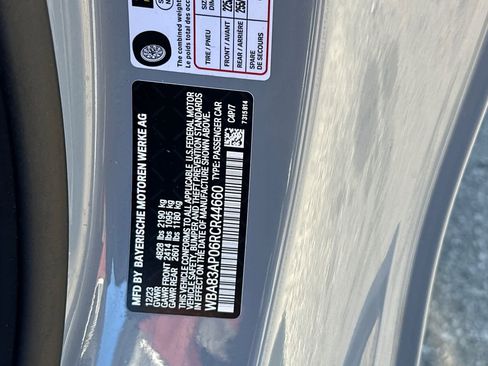 The combined weight
Le poids total des occ
TIRE / PNEU
FRONT / AVANT
REAR / ARRIÈRE
SPARE
DE SECOURS
MFD BY BAYERISCHE MOTOREN WERKE AG
12/23
GVWR 4828 lbs 2190 kg
GAWR FRONT 2414 lbs 1095 kg
GAWR REAR 2601 lbs 1180 kg
THIS VEHICLE CONFORMS TO ALL APPLICABLE U.S.FEDERAL MOTOR
VEHICLE SAFETY, BUMPER AND THEFT PREVENTION STANDARDS
IN EFFECT ON THE DATE OF MANUFACTURE SHOWN ABOVE.
WBA83AP06RCR44660 TYPE: PASSENGER CAR
C4P/7
7315814